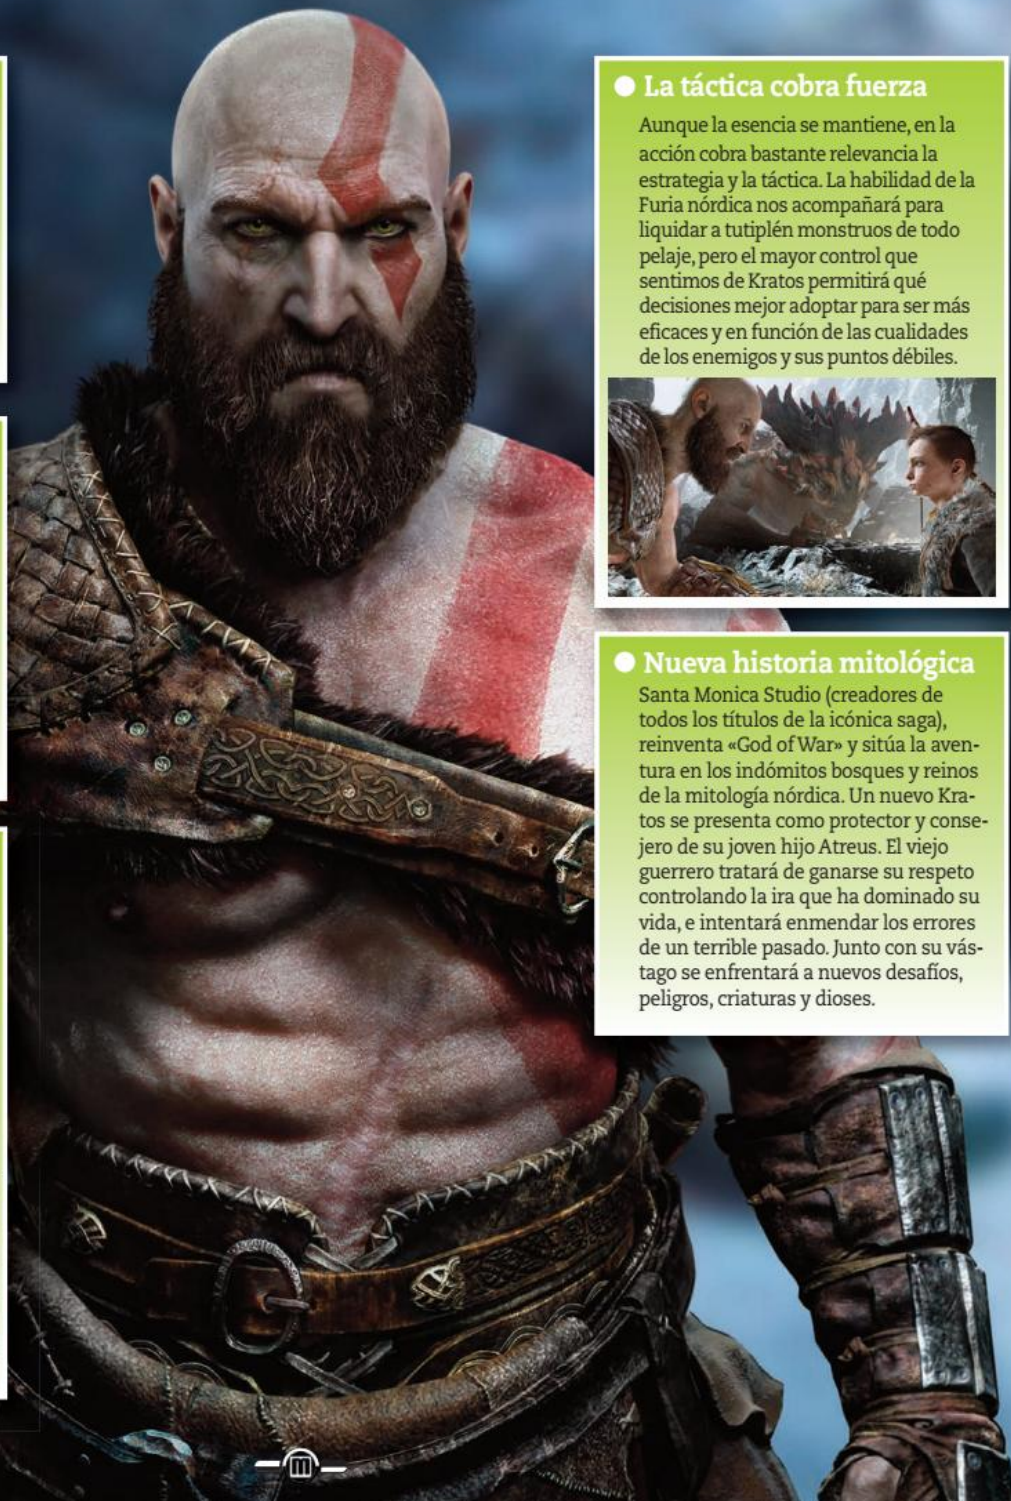 La táctica cobra fuerza
Aunque la esencia se mantiene, en la
acción cobra bastante relevancia la
estrategia y la táctica. La habilidad de la
Furia nórdica nos acompañará para
liquidar a tutiplén monstruos de todo
pelaje, pero el mayor control que
sentimos de Kratos permitirá qué
decisiones mejor adoptar para ser más
eficaces y en función de las cualidades
de los enemigos y sus puntos débiles.
Nueva historia mitológica
Santa Monica Studio (creadores de
todos los títulos de la icónica saga),
reinventa «God of War» y sitúa la aven-
tura en los indómitos bosques y reinos
de la mitología nórdica. Un nuevo Kra-
tos se presenta como protector y conse-
jero de su joven hijo Atreus. El viejo
guerrero tratará de ganarse su respeto
controlando la ira que ha dominado su
vida, e intentará enmendar los errores
de un terrible pasado. Junto con su vás-
tago se enfrentará a nuevos desafíos,
peligros, criaturas y dioses.
m